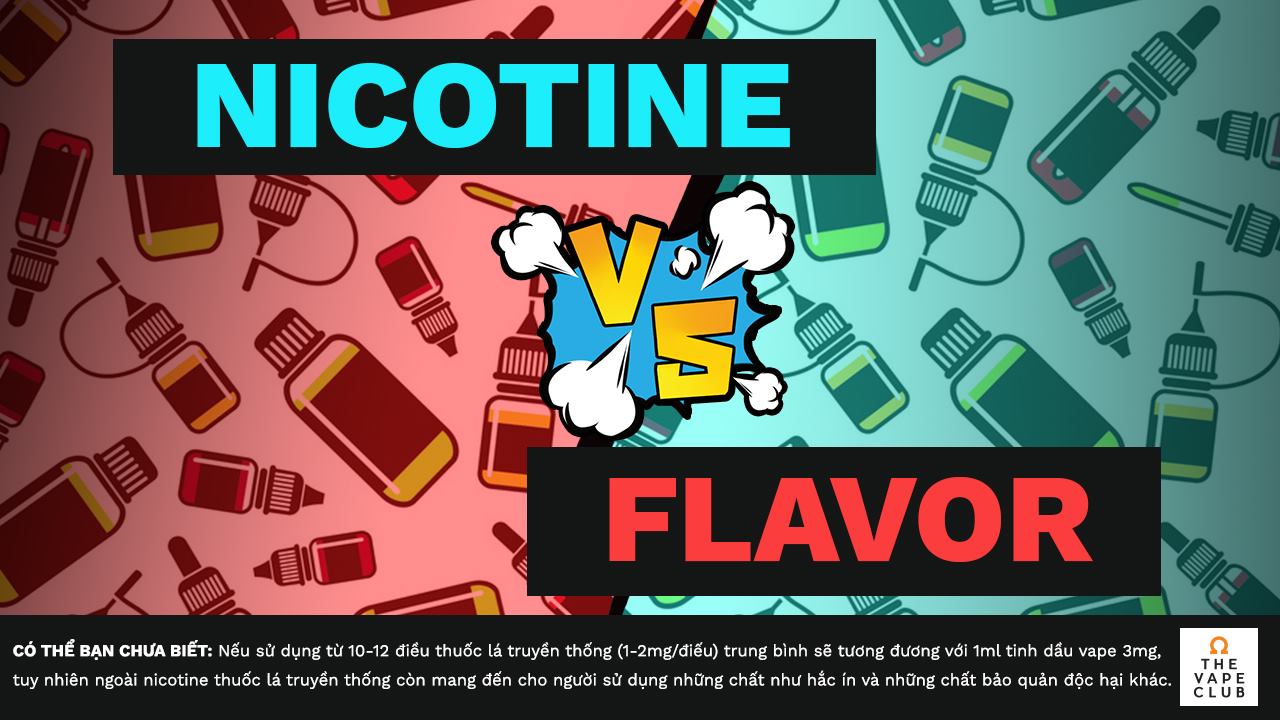 NICOTINE
VS
FLAVOR
CÓ THỂ BẠN CHƯA BIẾT: Nếu sử dụng từ 10-12 điều thuốc lá truyền thống (1-2mg/điếu) trung bình sẽ tương đương với 1ml tinh dầu vape 3mg,
tuy nhiên ngoài nicotine thuốc lá truyền thống còn mang đến cho người sử dụng những chất như hắc ín và những chất bảo quản độc hại khác.
THE
VAPE
CLUB